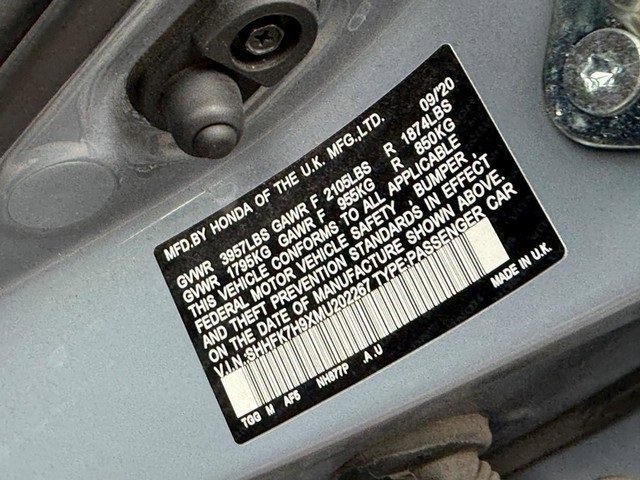 MFD.BY HONDA OF THE U.K. MFG.,LTD. 09/'20
GVWR 3957LBS GAWR F 2105LBS R 1874LBS
GVWR 1795KG GAWR F 955KG R 850KG
THIS VEHICLE CONFORMS TO ALL APPLICABLE
FEDERAL MOTOR VEHICLE SAFETY , BUMPER ,
AND THEFT PREVENTION STANDARDS IN EFFECT
ON THE DATE OF MANUFACTURE SHOWN ABOVE.
V.I.N.:SHHFK7H9XMU202267 TYPE:PASSENGER CAR
TGG M AFS NH877P .A.U MADE IN U.K.